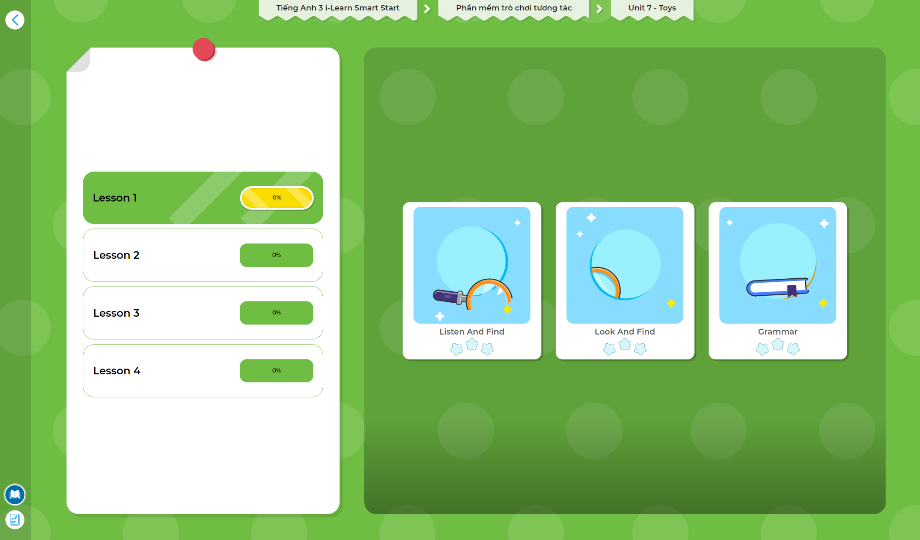 Tiếng Anh 3 i-Learn Smart Start
Phần mềm trò chơi tương tác
Unit 7 - Toys
Lesson 1
0%
Lesson 2
0%
Lesson 3
0%
Lesson 4
0%
Listen And Find
Look And Find
Grammar